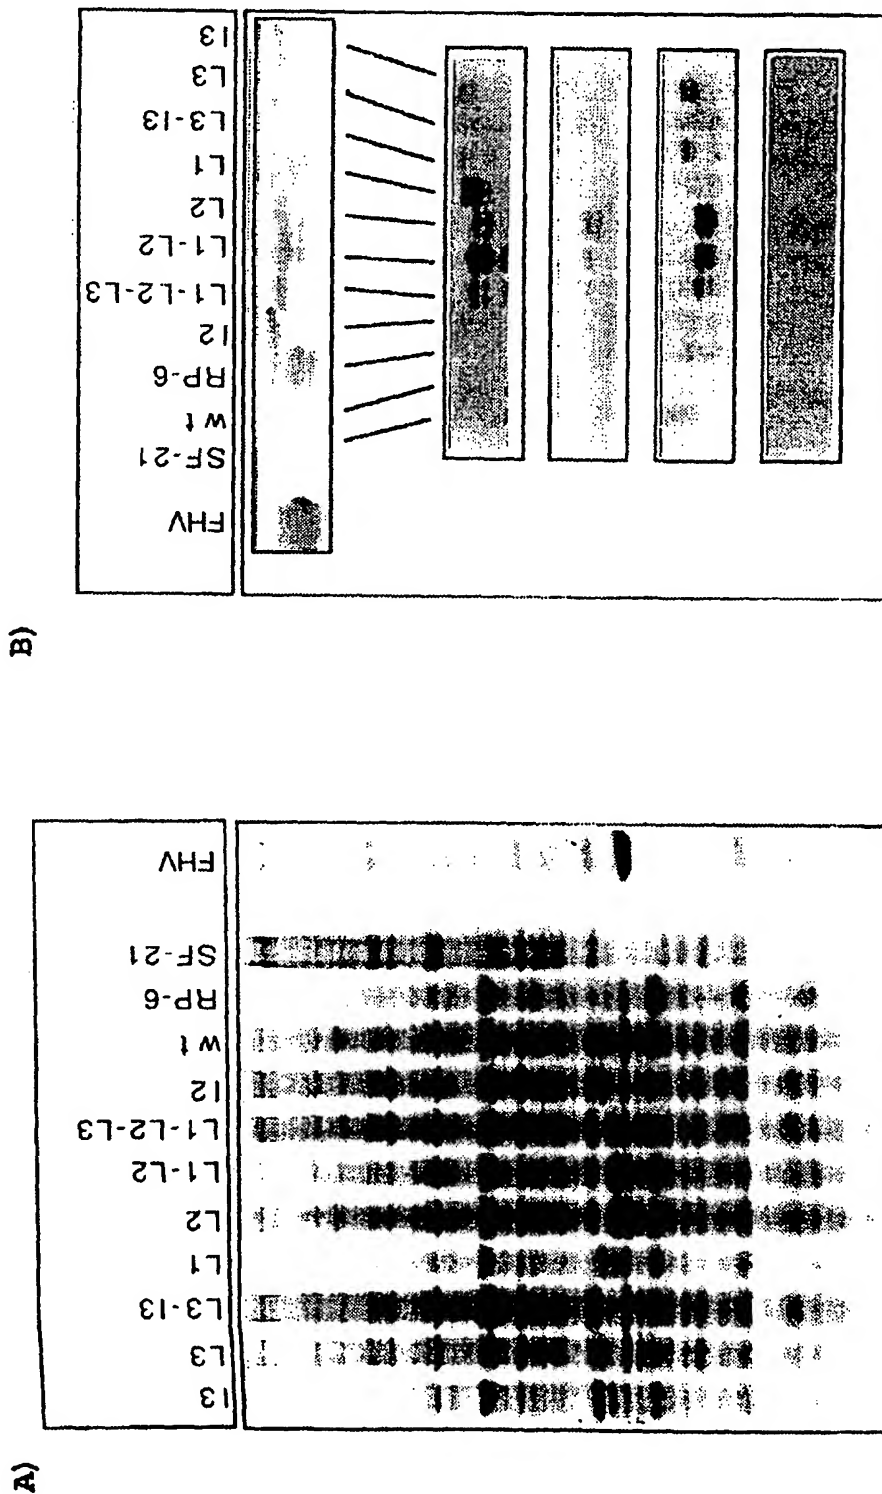 A)
I3
L3
L3-I3
L1
L2
L1-L2
L1-L2-L3
I2
wt
RP-6
SF-21
FHV
B)
FHV
SF-21
wt
RP-6
I2
L1-L2-L3
L1-L2
L2
L1
L3-I3
L3
I3